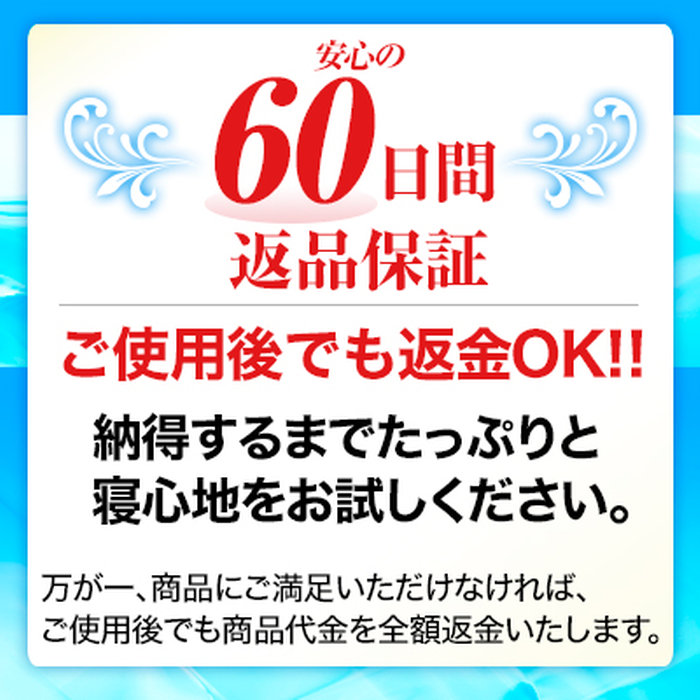 安心の
60日間
返品保証
ご使用後でも返金OK!!
納得するまでたっぷりと
寝心地をお試しください。
万が一、商品にご満足いただけなければ、
ご使用後でも商品代金を全額返金いたします。